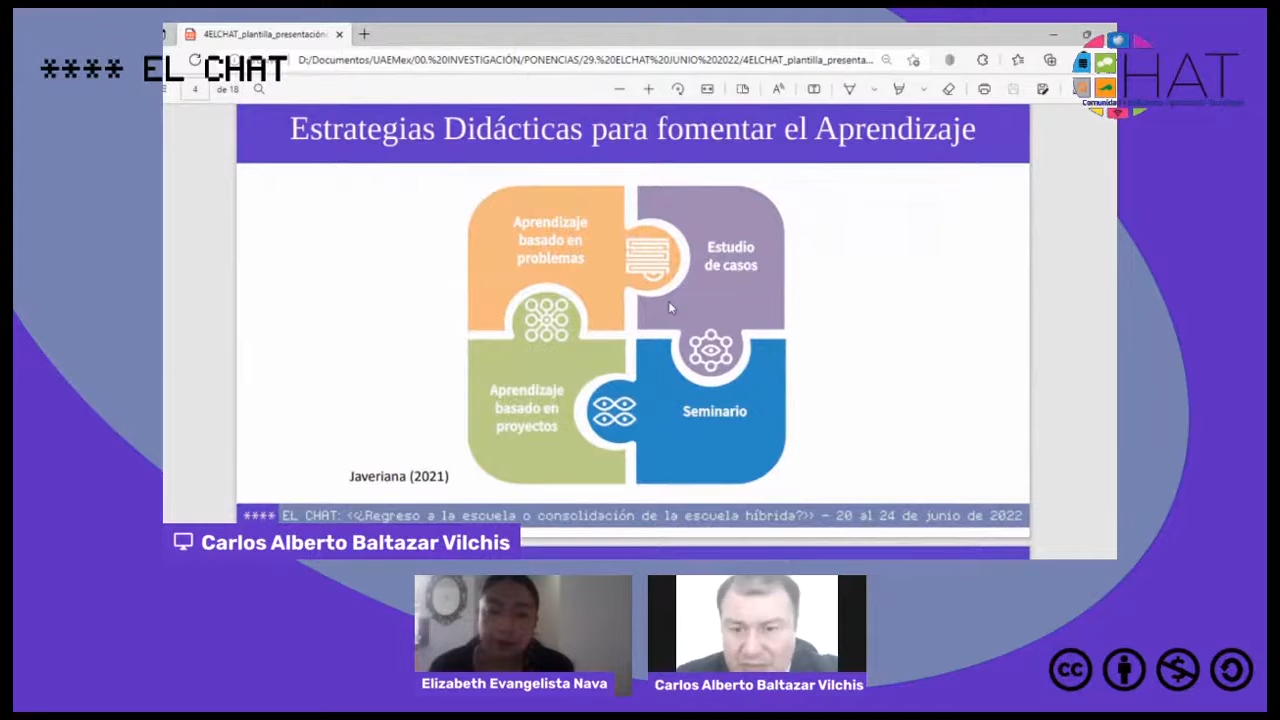 4ELCHAT_plantilla_presentación
**** EL CHAT
D:/Documentos/UAEMex/00.%20INVESTIGACIÓN/PONENCIAS/29.%20ELCHAT%20JUNIO%202022/4ELCHAT_plantilla_presenta...
HAT
4 de 18
Estrategias Didácticas para fomentar el Aprendizaje
Aprendizaje
basado en
problemas
Estudio
de casos
Aprendizaje
basado en
proyectos
Seminario
Javeriana (2021)
**** EL CHAT: <<¿Regreso a la escuela o consolidación de la escuela híbrida?>> – 20 al 24 de junio de 2022
Carlos Alberto Baltazar Vilchis
Elizabeth Evangelista Nava
Carlos Alberto Baltazar Vilchis
cc